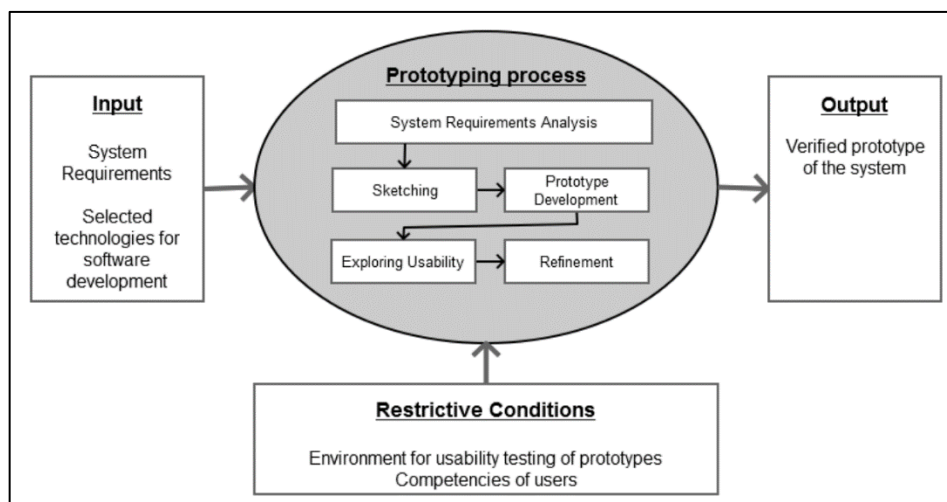 Prototyping process
Input
System
Requirements
Selected
technologies for
software
development
System Requirements Analysis
Sketching
Prototype
Development
Exploring Usability
Refinement
Output
Verified prototype
of the system
Restrictive Conditions
Environment for usability testing of prototypes
Competencies of users